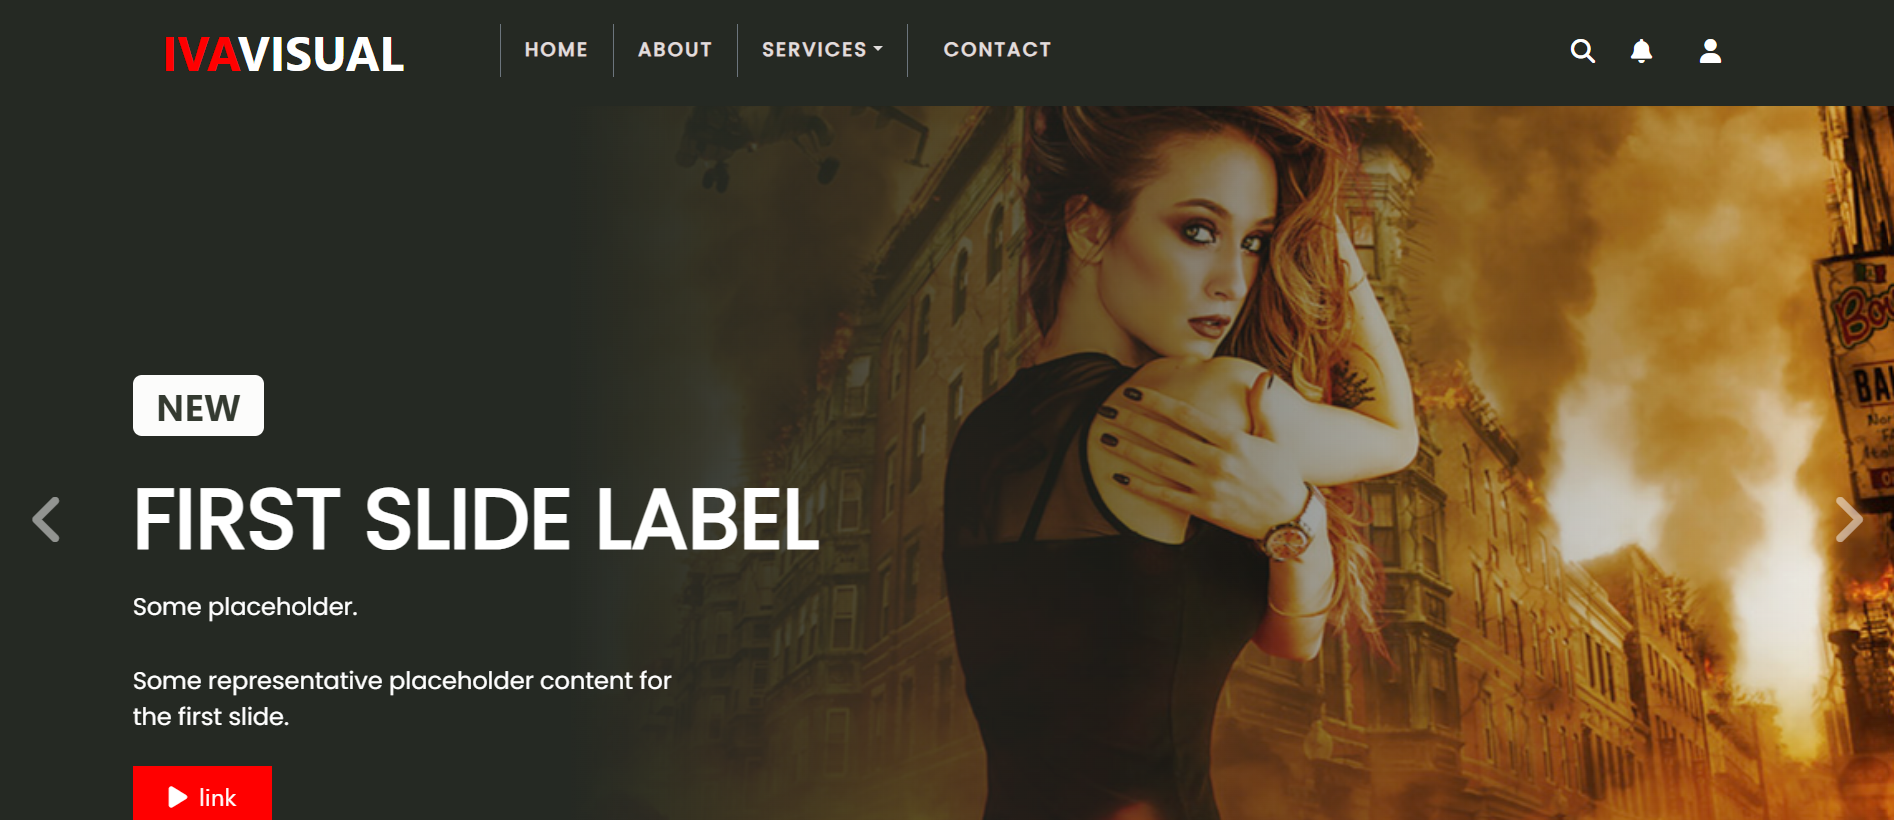 IVAVISUAL
HOME
ABOUT
SERVICES
CONTACT
NEW
FIRST SLIDE LABEL
Some placeholder.
Some representative placeholder content for
the first slide.
link